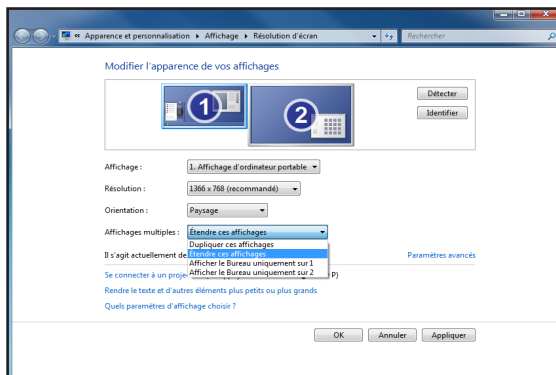 « Apparence et personnalisation ▸ Affichage ▸ Résolution d'écran
Rechercher
Modifier l'apparence de vos affichages
1
2
Détecter
Identifier
Affichage : 1. Affichage d'ordinateur portable
Résolution : 1366 x 768 (recommandé)
Orientation : Paysage
Affichages multiples : Étendre ces affichages
Dupliquer ces affichages
Étendre ces affichages
Afficher le Bureau uniquement sur 1
Afficher le Bureau uniquement sur 2
Il s'agit actuellement de
Paramètres avancés
Se connecter à un proje P)
Rendre le texte et d'autres éléments plus petits ou plus grands
Quels paramètres d'affichage choisir ?
OK Annuler Appliquer